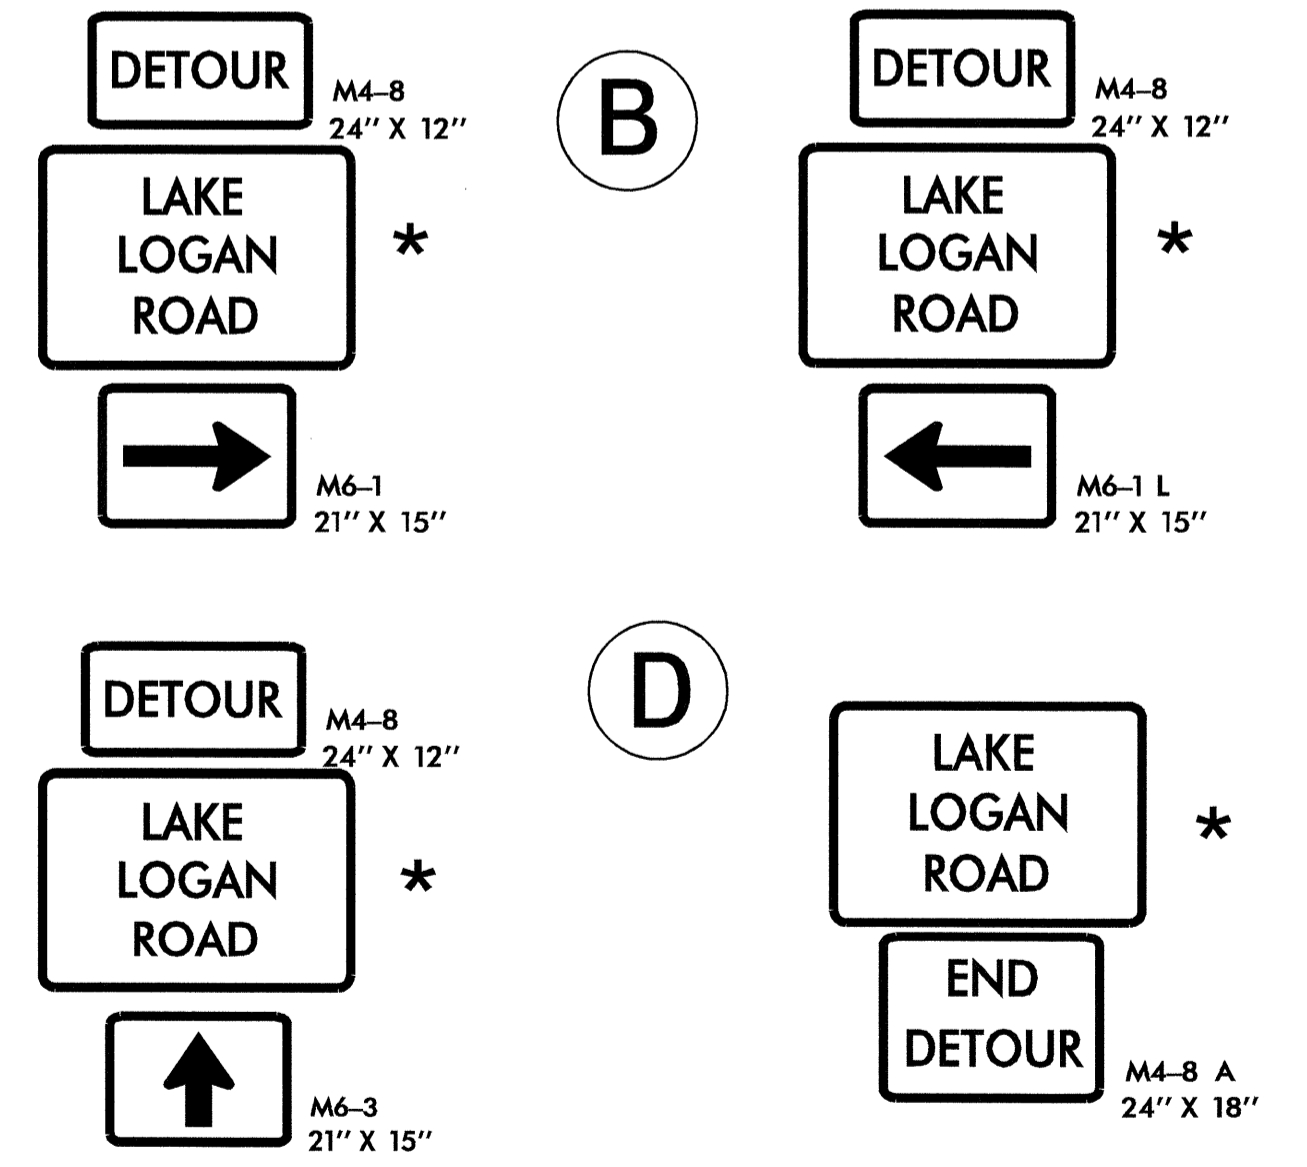 DETOUR
M4–8
24" X 12"
LAKE
LOGAN
ROAD
*
M6–1
21" X 15"
B
DETOUR
M4–8
24" X 12"
LAKE
LOGAN
ROAD
*
M6–1 L
21" X 15"
DETOUR
M4–8
24" X 12"
LAKE
LOGAN
ROAD
*
M6–3
21" X 15"
D
LAKE
LOGAN
ROAD
*
END
DETOUR
M4–8 A
24" X 18"